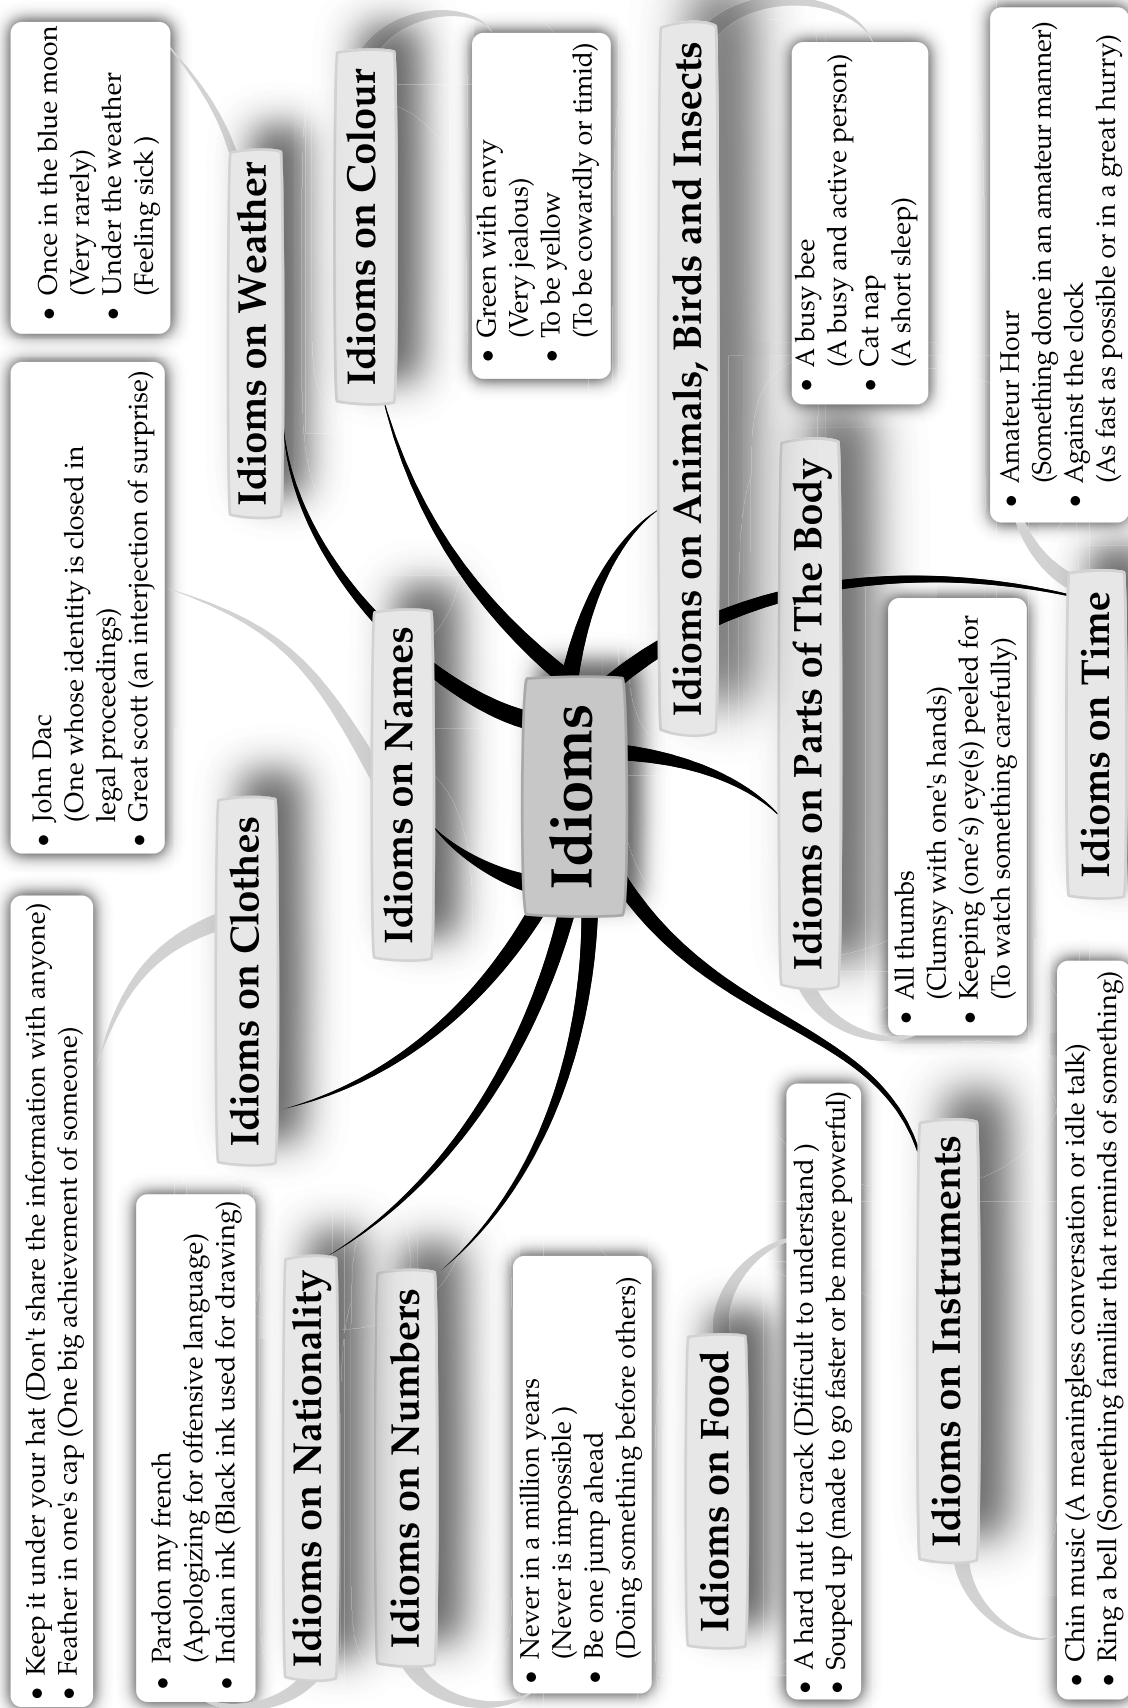 • Keep it under your hat (Don't share the information with anyone)
• Father in one's cap (One big achievement of someone)
• John Dac
(One whose identity is closed in
legal proceedings)
• Great scott (an interjection of surprise)
• Once in the blue moon
(Very rarely)
• Under the weather
(Feeling sick )
• Pardon my french
(Apologizing for offensive language)
• Indian ink (Black ink used for drawing)
Idioms on Clothes
Idioms on Weather
Idioms on Nationality
Idioms on Colour
Idioms on Numbers
Idioms on Names
• Green with envy
(Very jealous)
• To be yellow
(To be cowardly or timid)
• Never in a million years
(Never is impossible )
• Be one jump ahead
(Doing something before others)
Idioms
Idioms on Food
Idioms on Animals, Birds and Insects
• A hard nut to crack (Difficult to understand )
• Souped up (made to go faster or be more powerful)
Idioms on Parts of The Body
• A busy bee
(A busy and active person)
• Cat nap
(A short sleep)
• All thumbs
(Clumsy with one's hands)
• Keeping (one's) eye(s) peeled for
(To watch something carefully)
Idioms on Instruments
• Amateur Hour
(Something done in an amateur manner)
• Against the clock
(As fast as possible or in a great hurry)
• Chin music (A meaningless conversation or idle talk)
• Ring a bell (Something familiar that reminds of something)
Idioms on Time